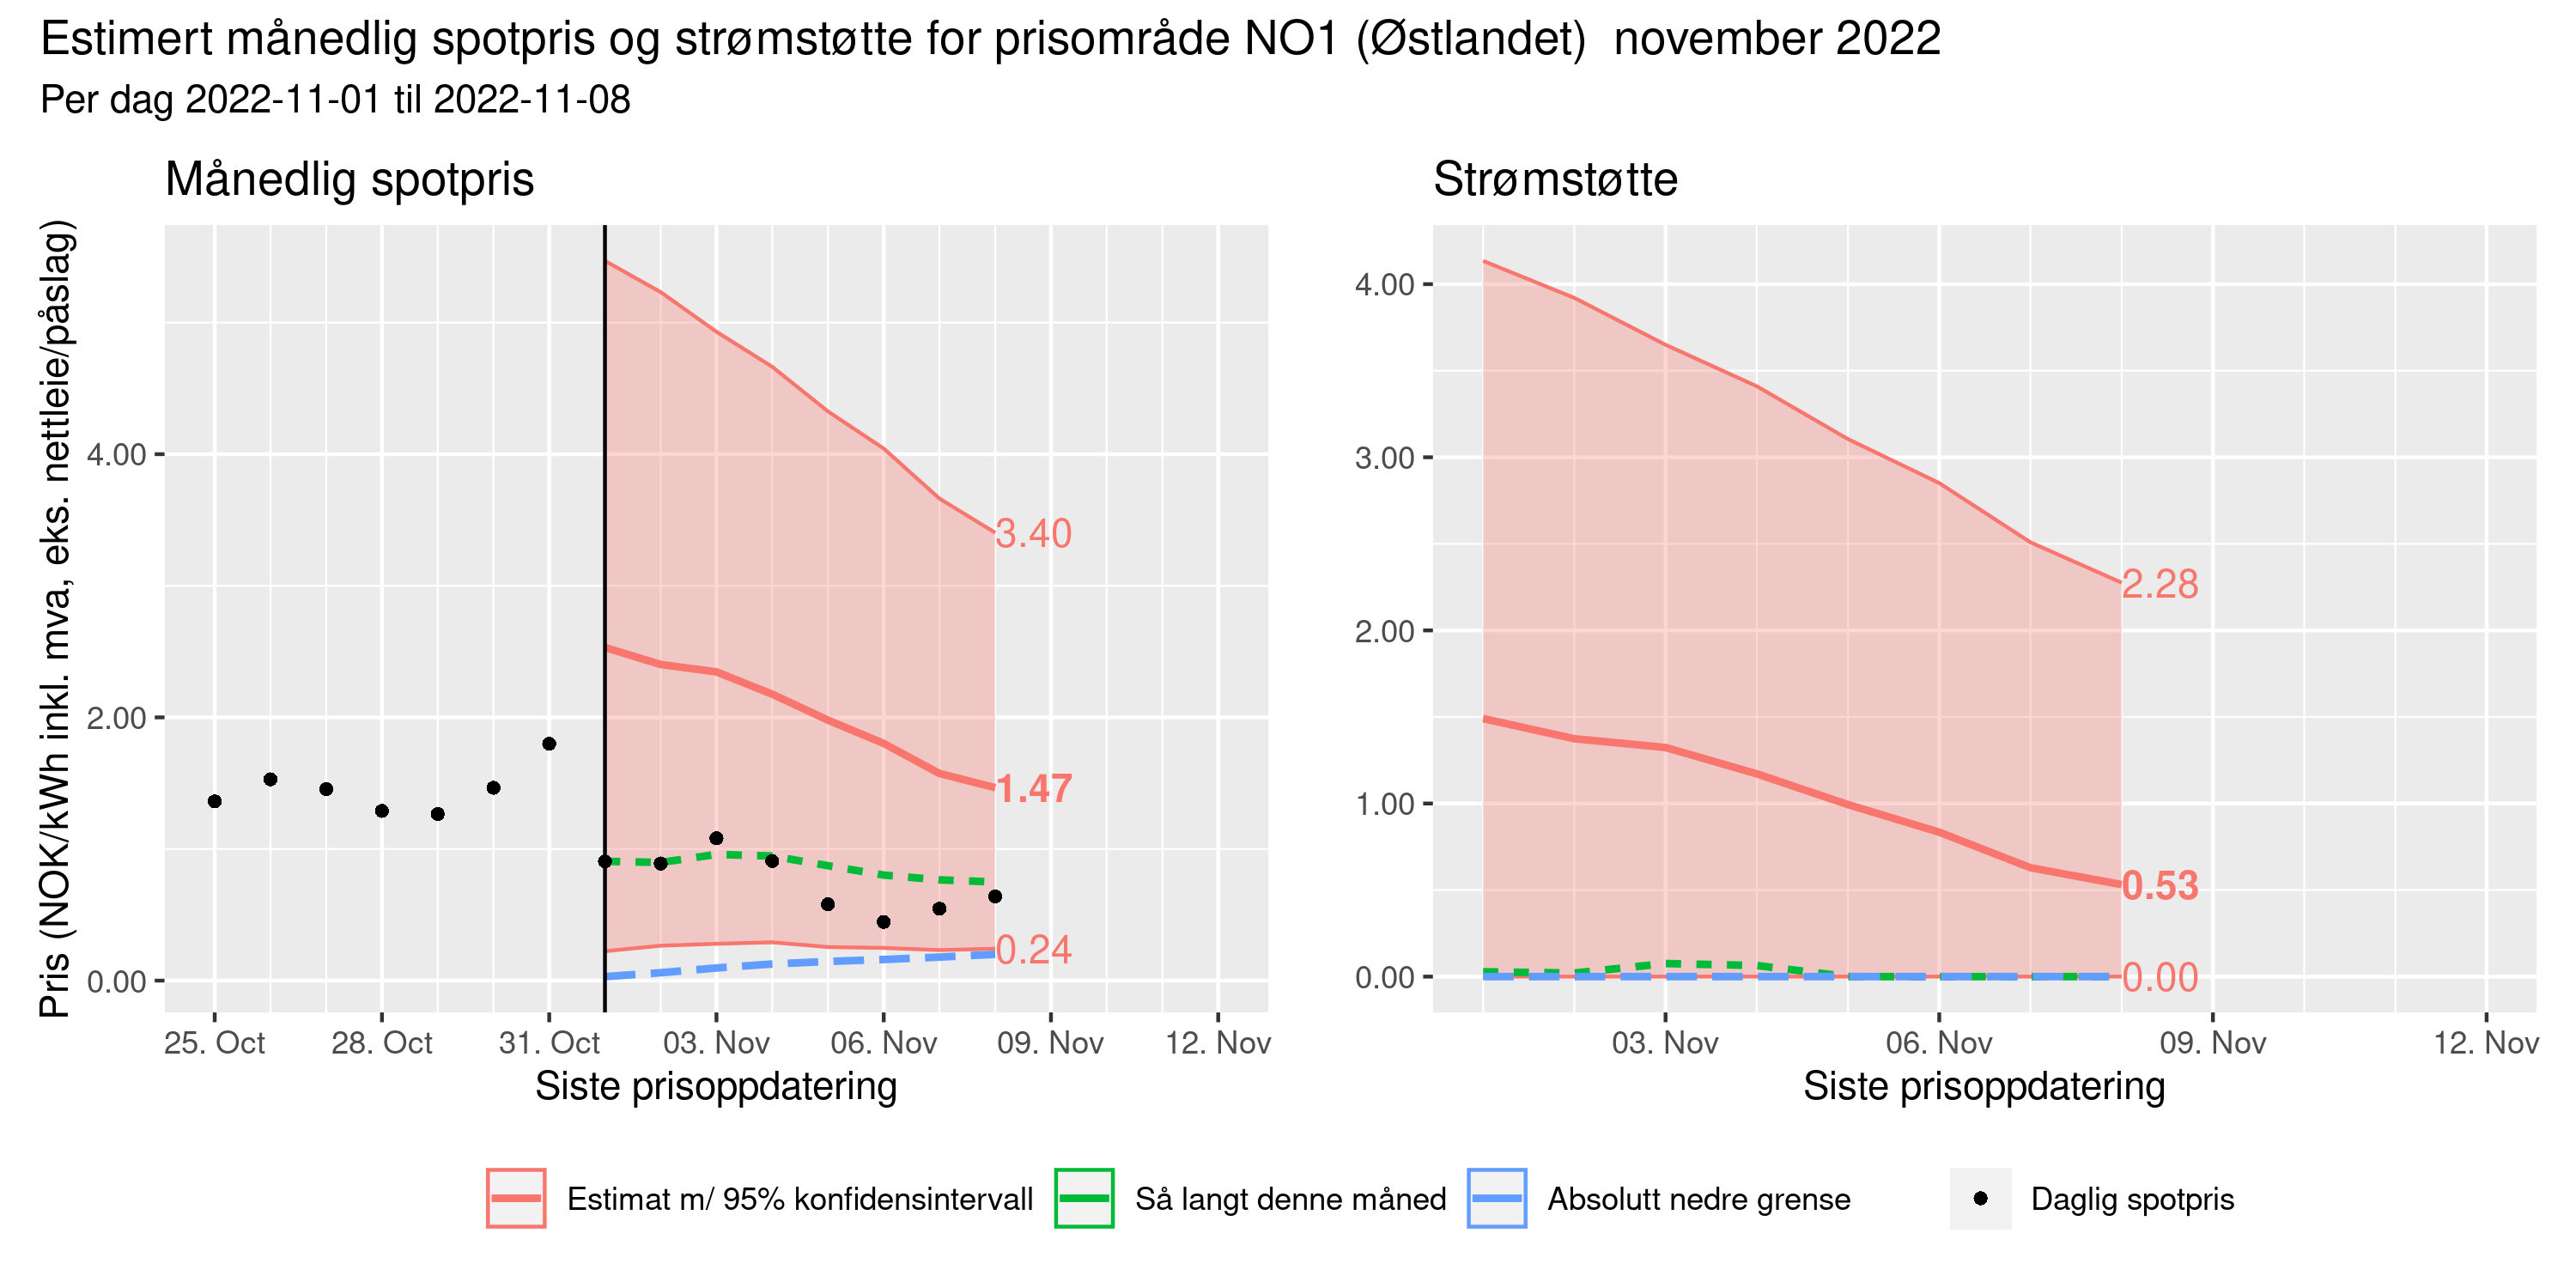 Estimert månedlig spotpris og strømstøtte for prisområde NO1 (Østlandet)  november 2022
Per dag 2022-11-01 til 2022-11-08
Månedlig spotpris
Pris (NOK/kWh inkl. mva, eks. nettleie/påslag)
4.00
2.00
0.00
3.40
1.47
0.24
25. Oct
28. Oct
31. Oct
03. Nov
06. Nov
09. Nov
12. Nov
Siste prisoppdatering
Strømstøtte
4.00
3.00
2.00
1.00
0.00
2.28
0.53
0.00
03. Nov
06. Nov
09. Nov
12. Nov
Siste prisoppdatering
Estimat m/ 95% konfidensintervall
Så langt denne måned
Absolutt nedre grense
Daglig spotpris